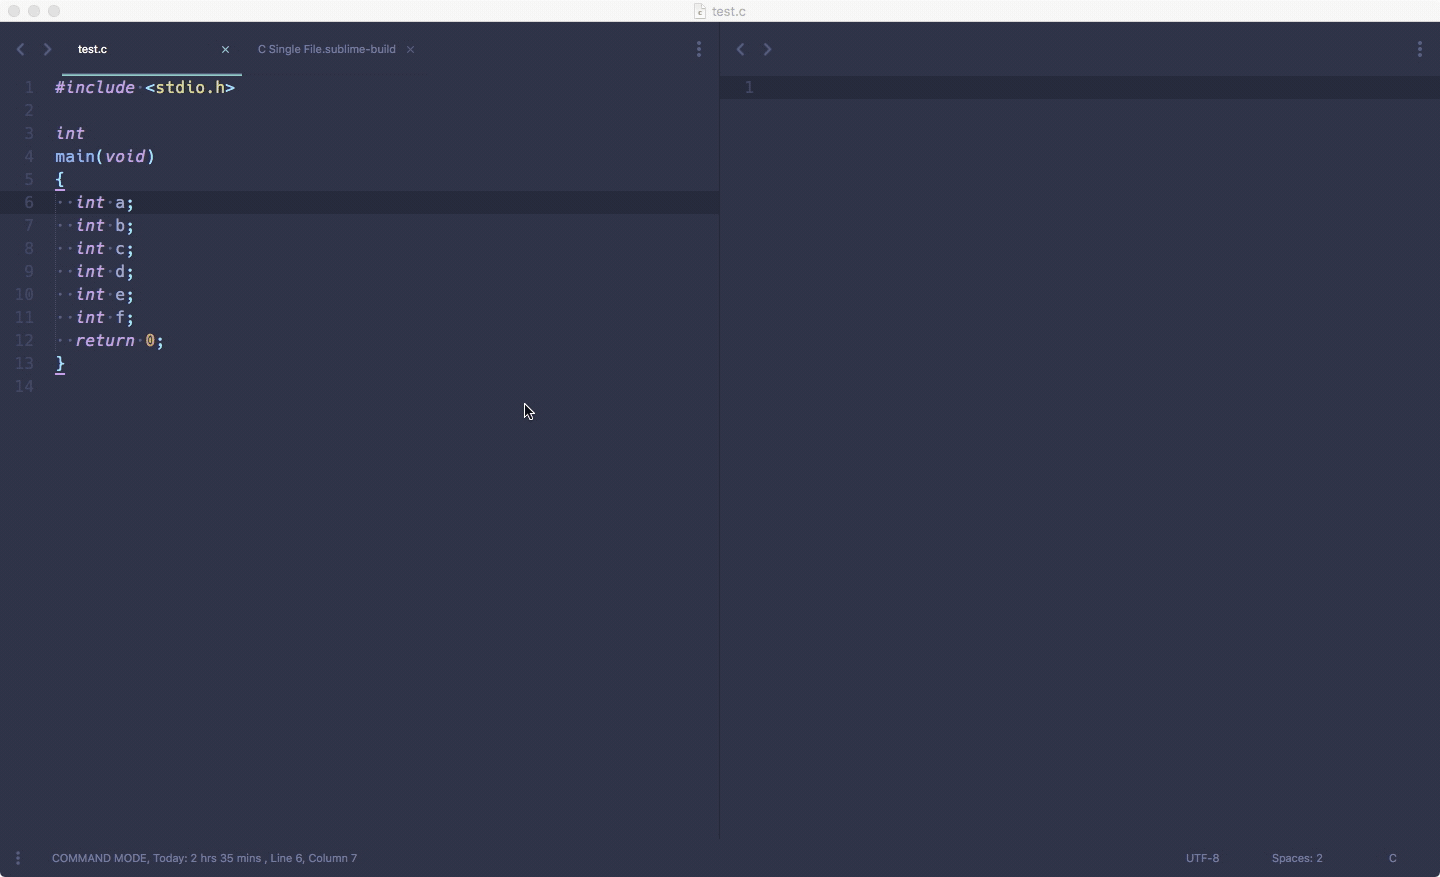 test.c
test.c
C Single File.sublime-build
1 #include <stdio.h>
2
3 int
4 main(void)
5 {
6 int a;
7 int b;
8 int c;
9 int d;
10 int e;
11 int f;
12 return 0;
13 }
14
1
COMMAND MODE, Today: 2 hrs 35 mins , Line 6, Column 7
UTF-8
Spaces: 2
C